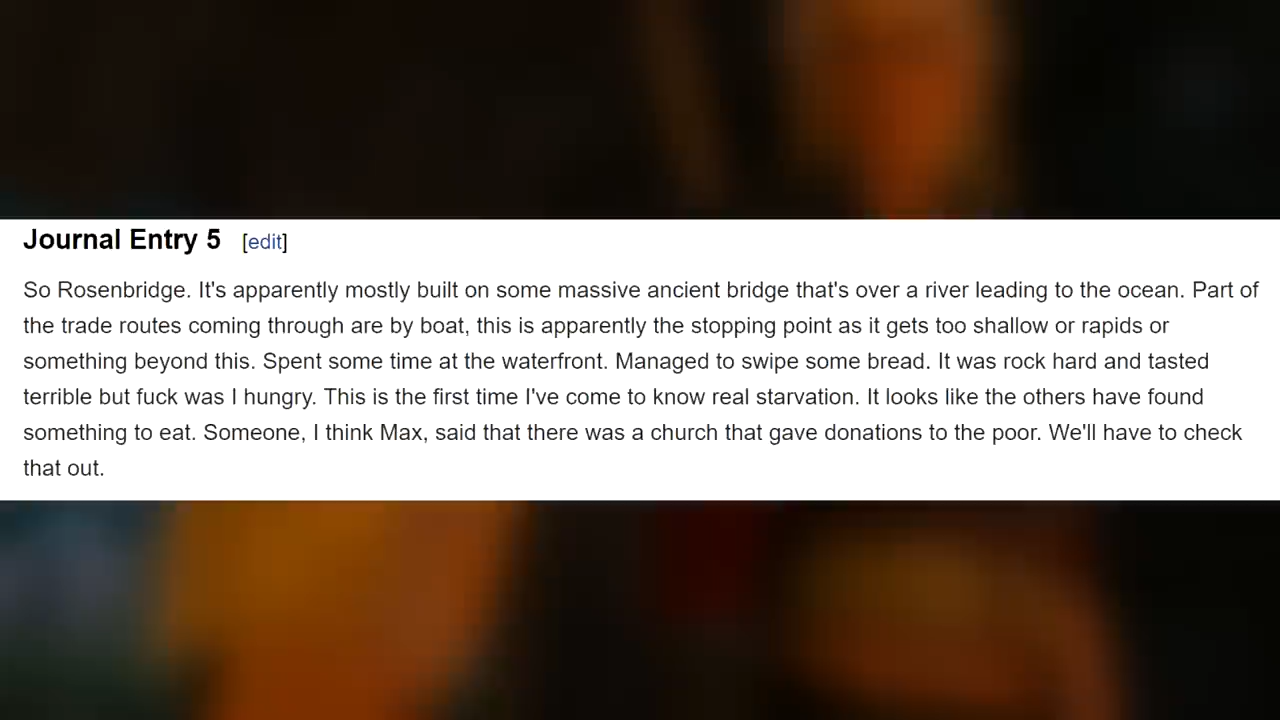 Journal Entry 5 [edit]
So Rosenbridge. It's apparently mostly built on some massive ancient bridge that's over a river leading to the ocean. Part of
the trade routes coming through are by boat, this is apparently the stopping point as it gets too shallow or rapids or
something beyond this. Spent some time at the waterfront. Managed to swipe some bread. It was rock hard and tasted
terrible but fuck was I hungry. This is the first time I've come to know real starvation. It looks like the others have found
something to eat. Someone, I think Max, said that there was a church that gave donations to the poor. We'll have to check
that out.